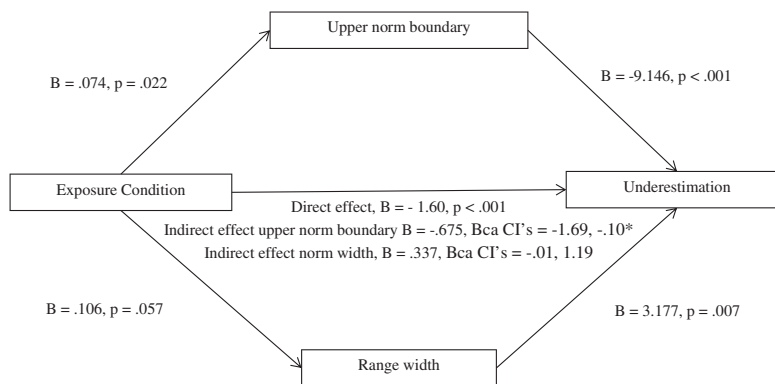 Upper norm boundary
B = .074, p = .022
B = -9.146, p < .001
Exposure Condition
Underestimation
Direct effect, B = - 1.60, p < .001
Indirect effect upper norm boundary B = -.675, Bca CI's = -1.69, -.10*
Indirect effect norm width, B = .337, Bca CI's = -.01, 1.19
B = .106, p = .057
B = 3.177, p = .007
Range width